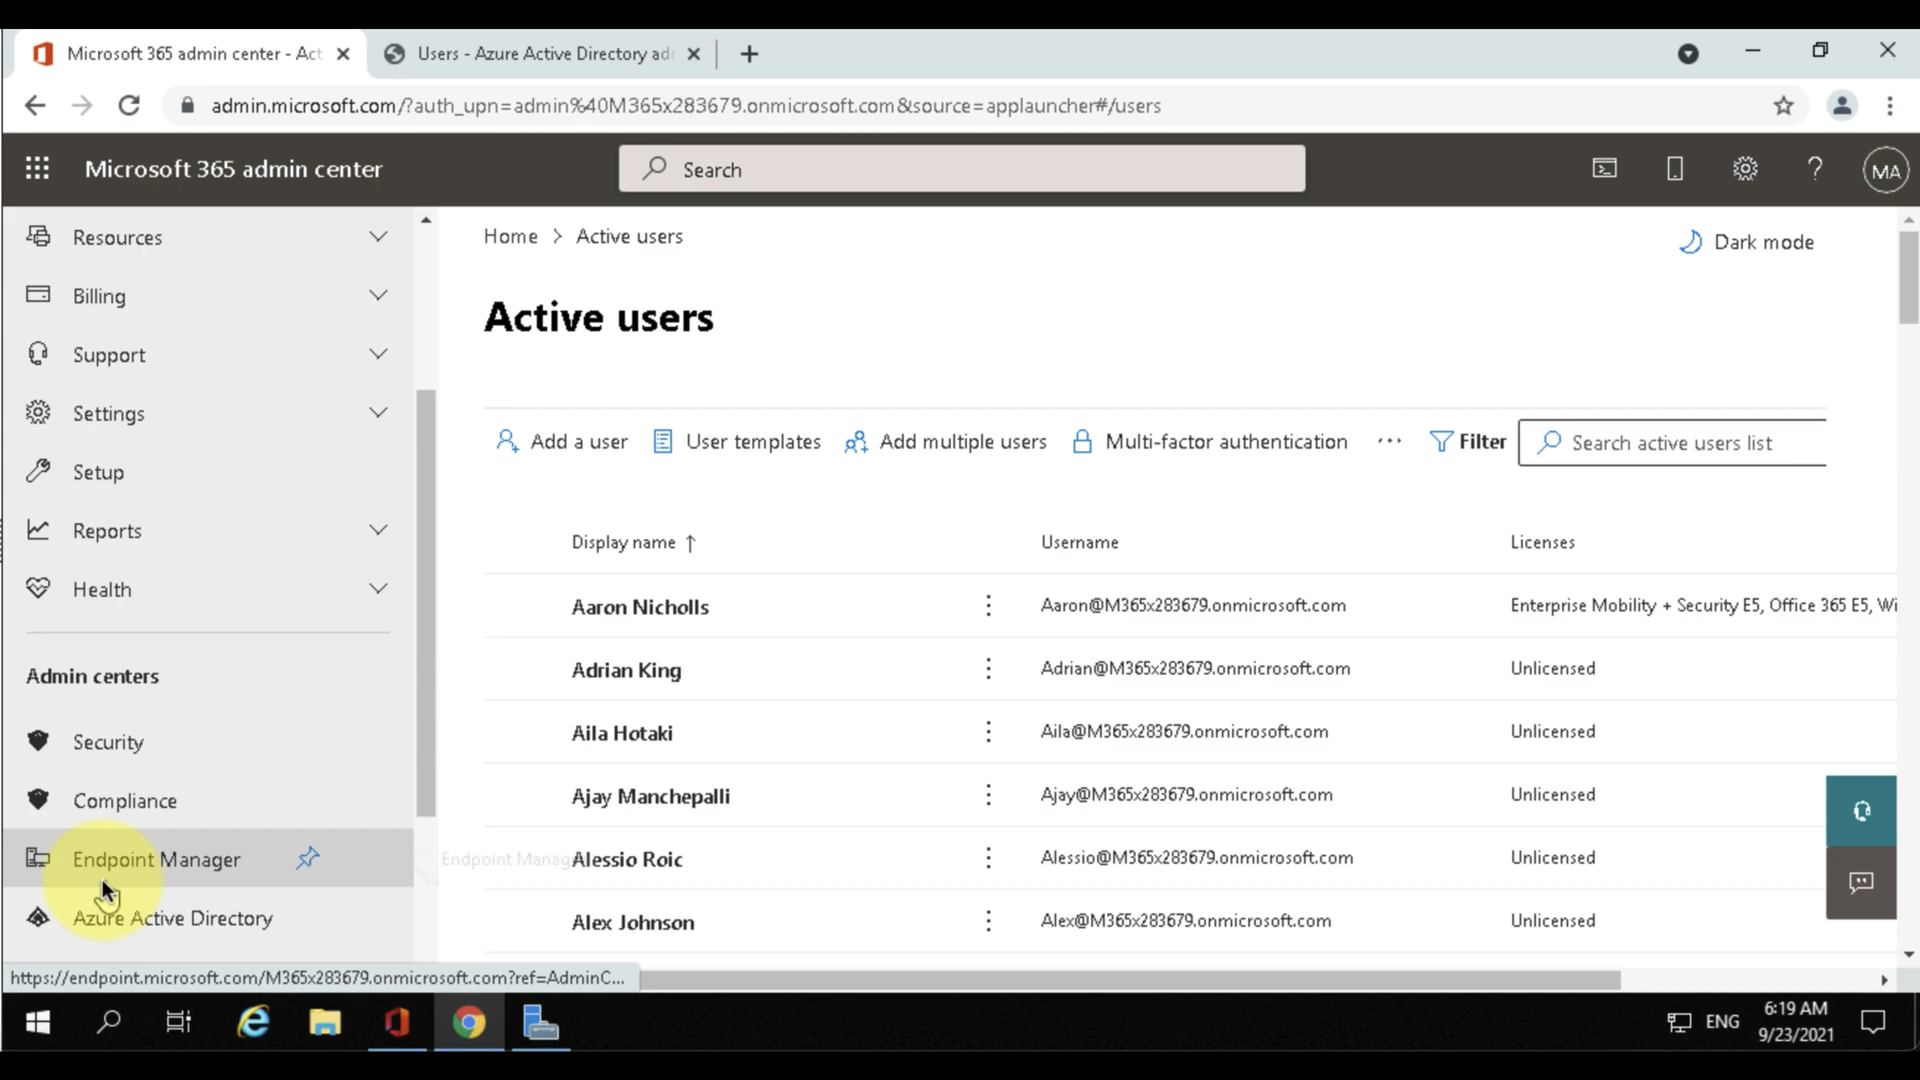 Microsoft 365 admin center - Act
Users - Azure Active Directory ad
admin.microsoft.com/?auth_upn=admin%40M365x283679.onmicrosoft.com&source=applauncher#/users
Microsoft 365 admin center
Search
MA
Resources
Billing
Support
Settings
Setup
Reports
Health
Admin centers
Security
Compliance
Endpoint Manager
Azure Active Directory
Home > Active users
Dark mode
Active users
Add a user
User templates
Add multiple users
Multi-factor authentication
Filter
Search active users list
Display name ↑ Username Licenses
Aaron Nicholls Aaron@M365x283679.onmicrosoft.com Enterprise Mobility + Security E5, Office 365 E5, Wi
Adrian King Adrian@M365x283679.onmicrosoft.com Unlicensed
Aila Hotaki Aila@M365x283679.onmicrosoft.com Unlicensed
Ajay Manchepalli Ajay@M365x283679.onmicrosoft.com Unlicensed
Endpoint Manag
Alessio Roic Alessio@M365x283679.onmicrosoft.com Unlicensed
Alex Johnson Alex@M365x283679.onmicrosoft.com Unlicensed
https://endpoint.microsoft.com/M365x283679.onmicrosoft.com?ref=AdminC...
ENG
6:19 AM
9/23/2021